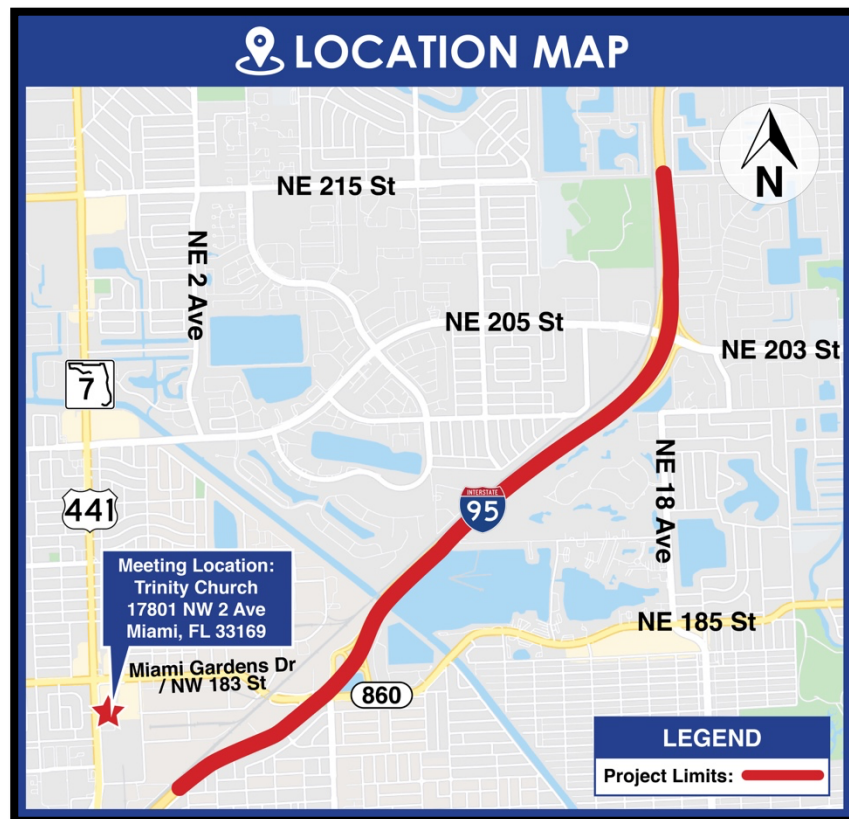 LOCATION MAP
N
NE 215 St
NE 2 Ave
NE 205 St
NE 203 St
7
441
INTERSTATE
95
NE 18 Ave
Meeting Location:
Trinity Church
17801 NW 2 Ave
Miami, FL 33169
NE 185 St
Miami Gardens Dr
/ NW 183 St
860
LEGEND
Project Limits: